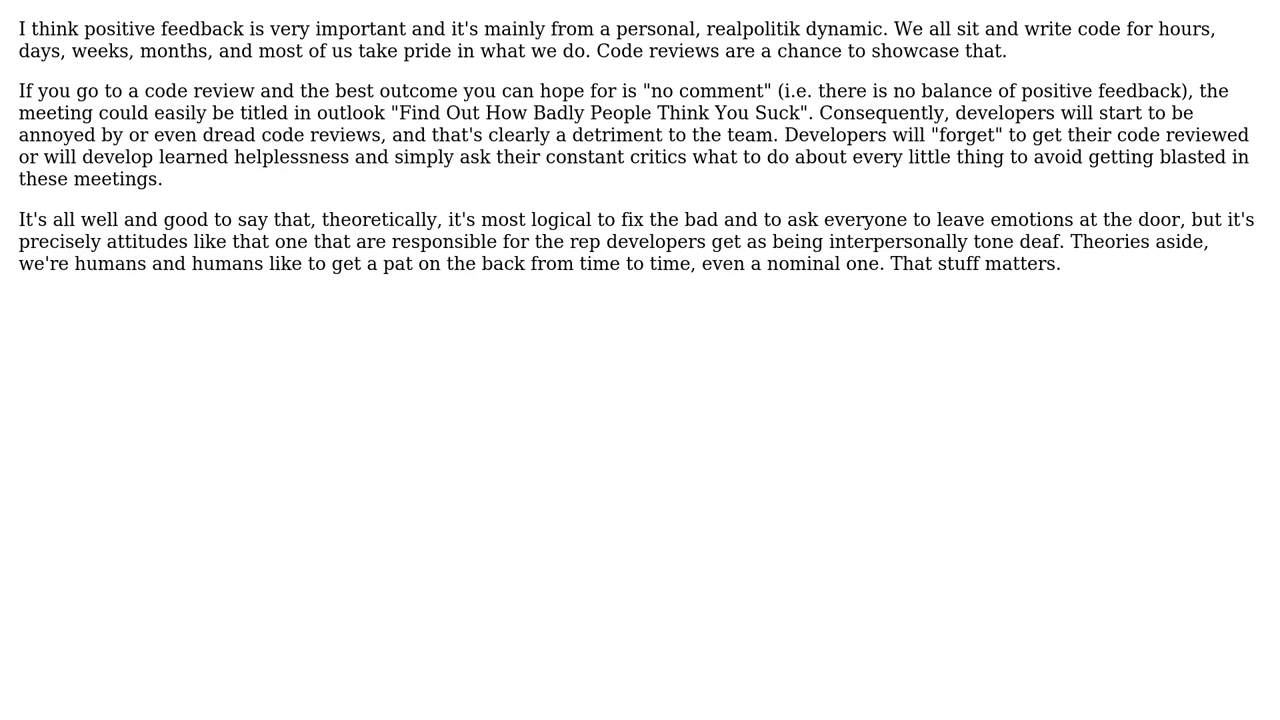 I think positive feedback is very important and it's mainly from a personal, realpolitik dynamic. We all sit and write code for hours,
days, weeks, months, and most of us take pride in what we do. Code reviews are a chance to showcase that.
If you go to a code review and the best outcome you can hope for is "no comment" (i.e. there is no balance of positive feedback), the
meeting could easily be titled in outlook "Find Out How Badly People Think You Suck". Consequently, developers will start to be
annoyed by or even dread code reviews, and that's clearly a detriment to the team. Developers will "forget" to get their code reviewed
or will develop learned helplessness and simply ask their constant critics what to do about every little thing to avoid getting blasted in
these meetings.
It's all well and good to say that, theoretically, it's most logical to fix the bad and to ask everyone to leave emotions at the door, but it's
precisely attitudes like that one that are responsible for the rep developers get as being interpersonally tone deaf. Theories aside,
we're humans and humans like to get a pat on the back from time to time, even a nominal one. That stuff matters.